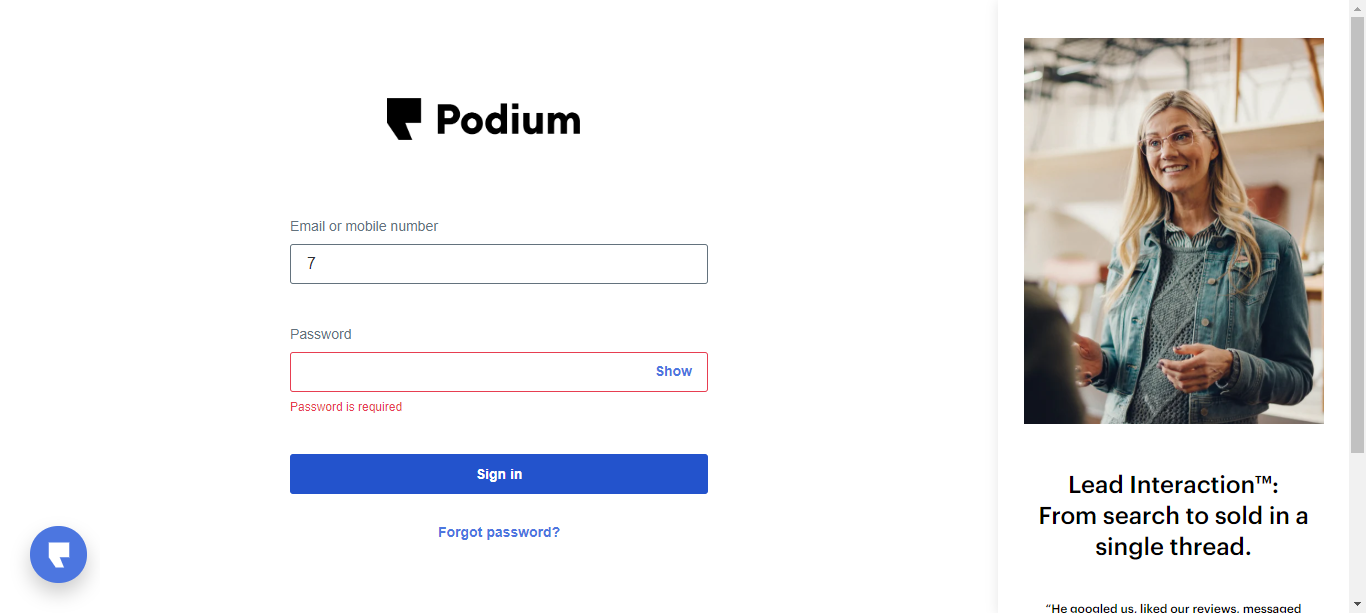 Podium
Email or mobile number
7
Password
Show
Password is required
Sign in
Forgot password?
Lead Interaction™:
From search to sold in a
single thread.
“He googled us, liked our reviews, messaged